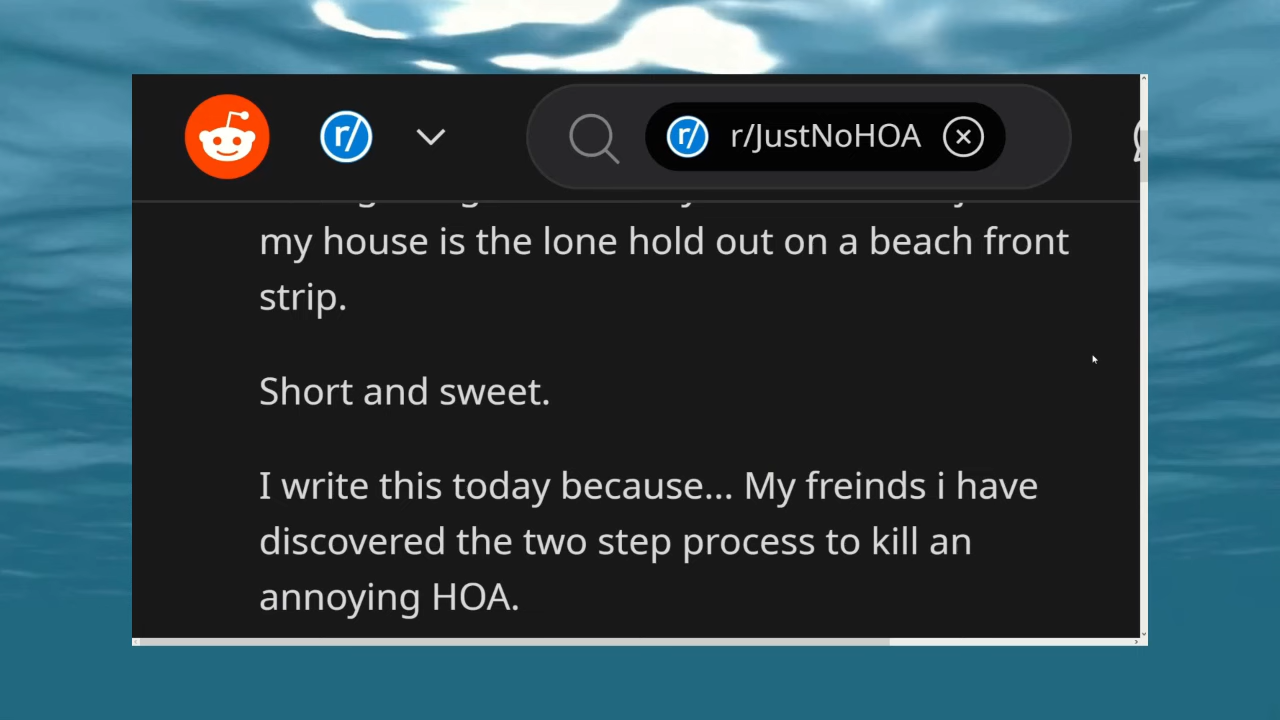 r/ r/ r/JustNoHOA
my house is the lone hold out on a beach front
strip.
Short and sweet.
I write this today because... My freinds i have
discovered the two step process to kill an
annoying HOA.